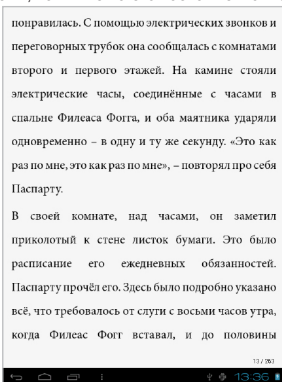 понравилась. С помощью электрических звонков и
переговорных трубок она сообщалась с комнатами
второго и первого этажей. На камине стояли
электрические часы, соединённые с часами в
спальне Филеаса Фогга, и оба маятника ударяли
одновременно – в одну и ту же секунду. «Это как
раз по мне, это как раз по мне», – повторял про себя
Паспарту.
В своей комнате, над часами, он заметил
приколотый к стене листок бумаги. Это было
расписание его ежедневных обязанностей.
Паспарту прочёл его. Здесь было подробно указано
всё, что требовалось от слуги с восьми часов утра,
когда Филеас Фогг вставал, и до половины
13 / 263
13:36